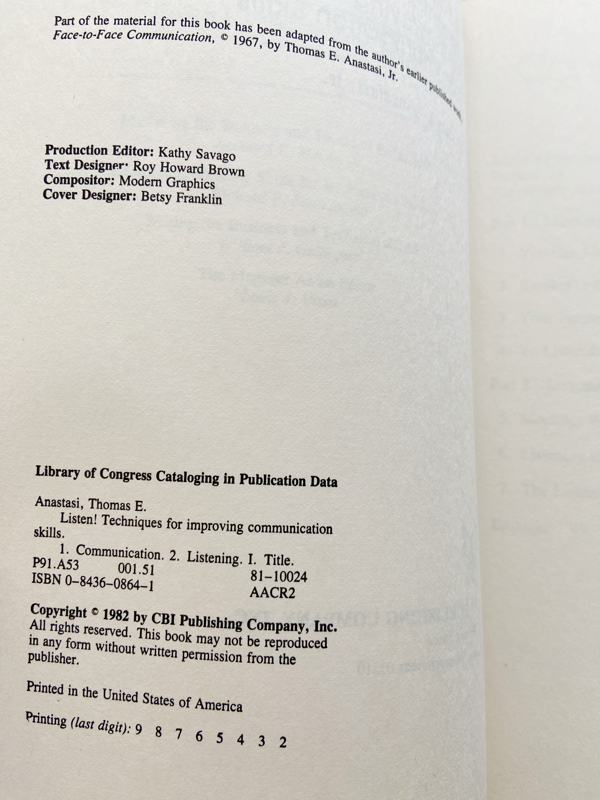 Part of the material for this book has been adapted from the author's earlier published work,
Face-to-Face Communication, © 1967, by Thomas E. Anastasi, Jr.
Production Editor: Kathy Savago
Text Designer: Roy Howard Brown
Compositor: Modern Graphics
Cover Designer: Betsy Franklin
Library of Congress Cataloging in Publication Data
Anastasi, Thomas E.
Listen! Techniques for improving communication
skills.
1. Communication. 2. Listening. I. Title.
P91.A53 001.51 81-10024
ISBN 0-8436-0864-1 AACR2
Copyright © 1982 by CBI Publishing Company, Inc.
All rights reserved. This book may not be reproduced
in any form without written permission from the
publisher.
Printed in the United States of America
Printing (last digit): 9 8 7 6 5 4 3 2